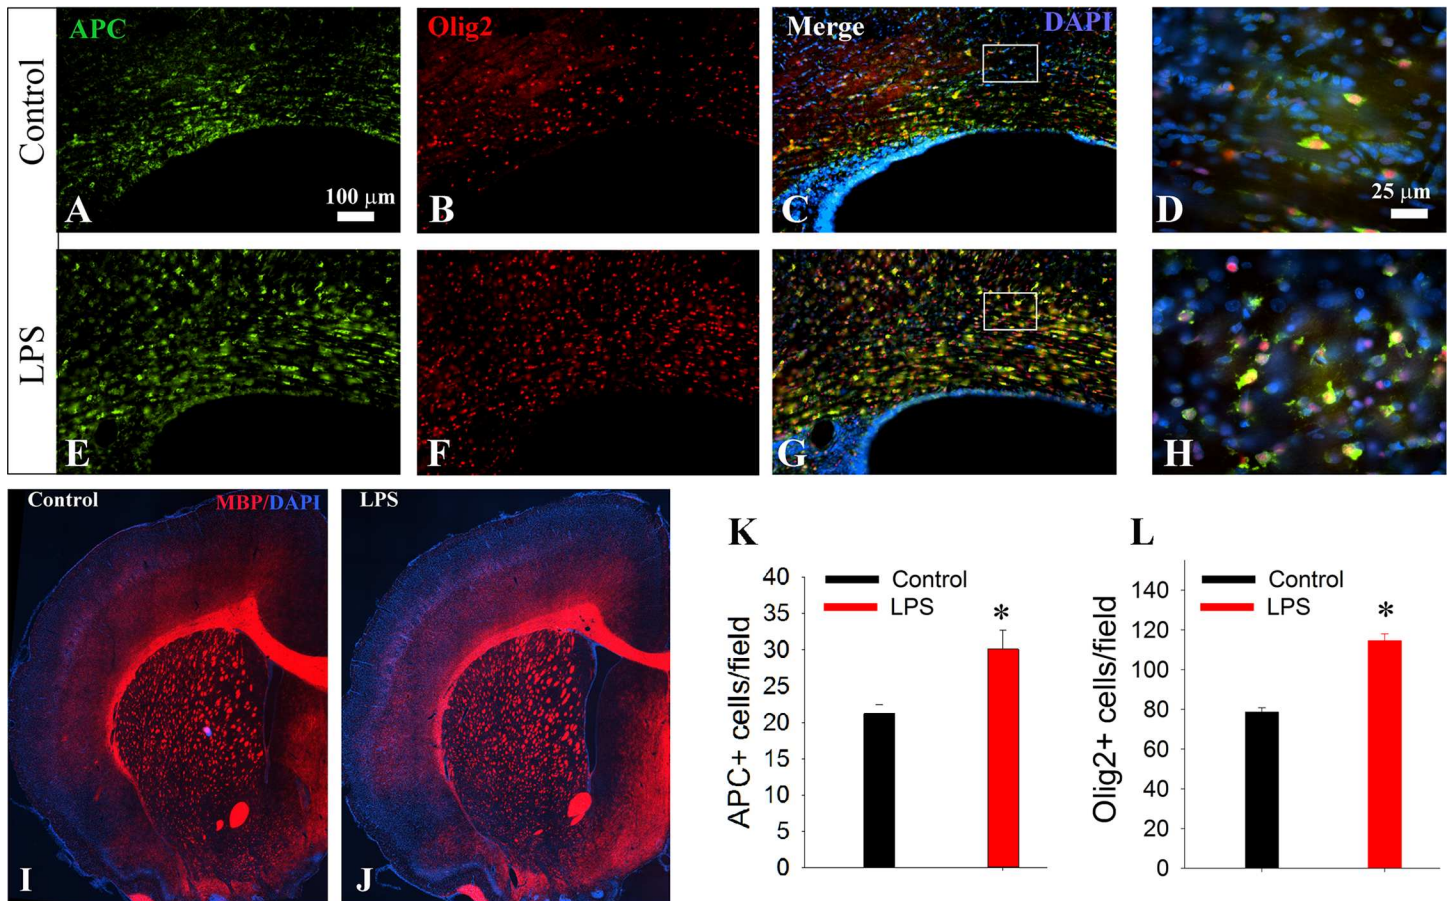 APC
Olig2
Merge
DAPI
Control
100 μm
25 μm
A
B
C
D
LPS
E
F
G
H
Control
MBP/DAPI
LPS
I
J
K
40
35
30
25
20
15
10
5
0
APC+ cells/field
Control
LPS
*
L
140
120
100
80
60
40
20
0
Olig2+ cells/field
Control
LPS
*